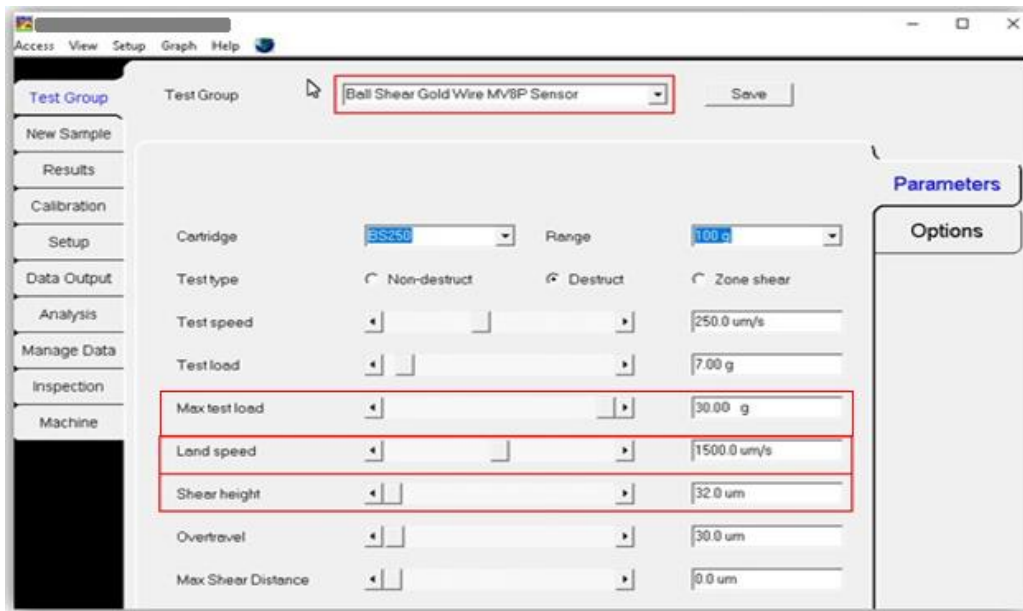 Access View Setup Graph Help
Test Group
New Sample
Results
Calibration
Setup
Data Output
Analysis
Manage Data
Inspection
Machine
Test Group Ball Shear Gold Wire MV8P Sensor Save
Parameters
Options
Cartridge BS250 Range 100 g
Test type Non-destruct Destruct Zone shear
Test speed 250.0 um/s
Test load 7.00 g
Max test load 30.00 g
Land speed 1500.0 um/s
Shear height 32.0 um
Overtravel 30.0 um
Max Shear Distance 0.0 um